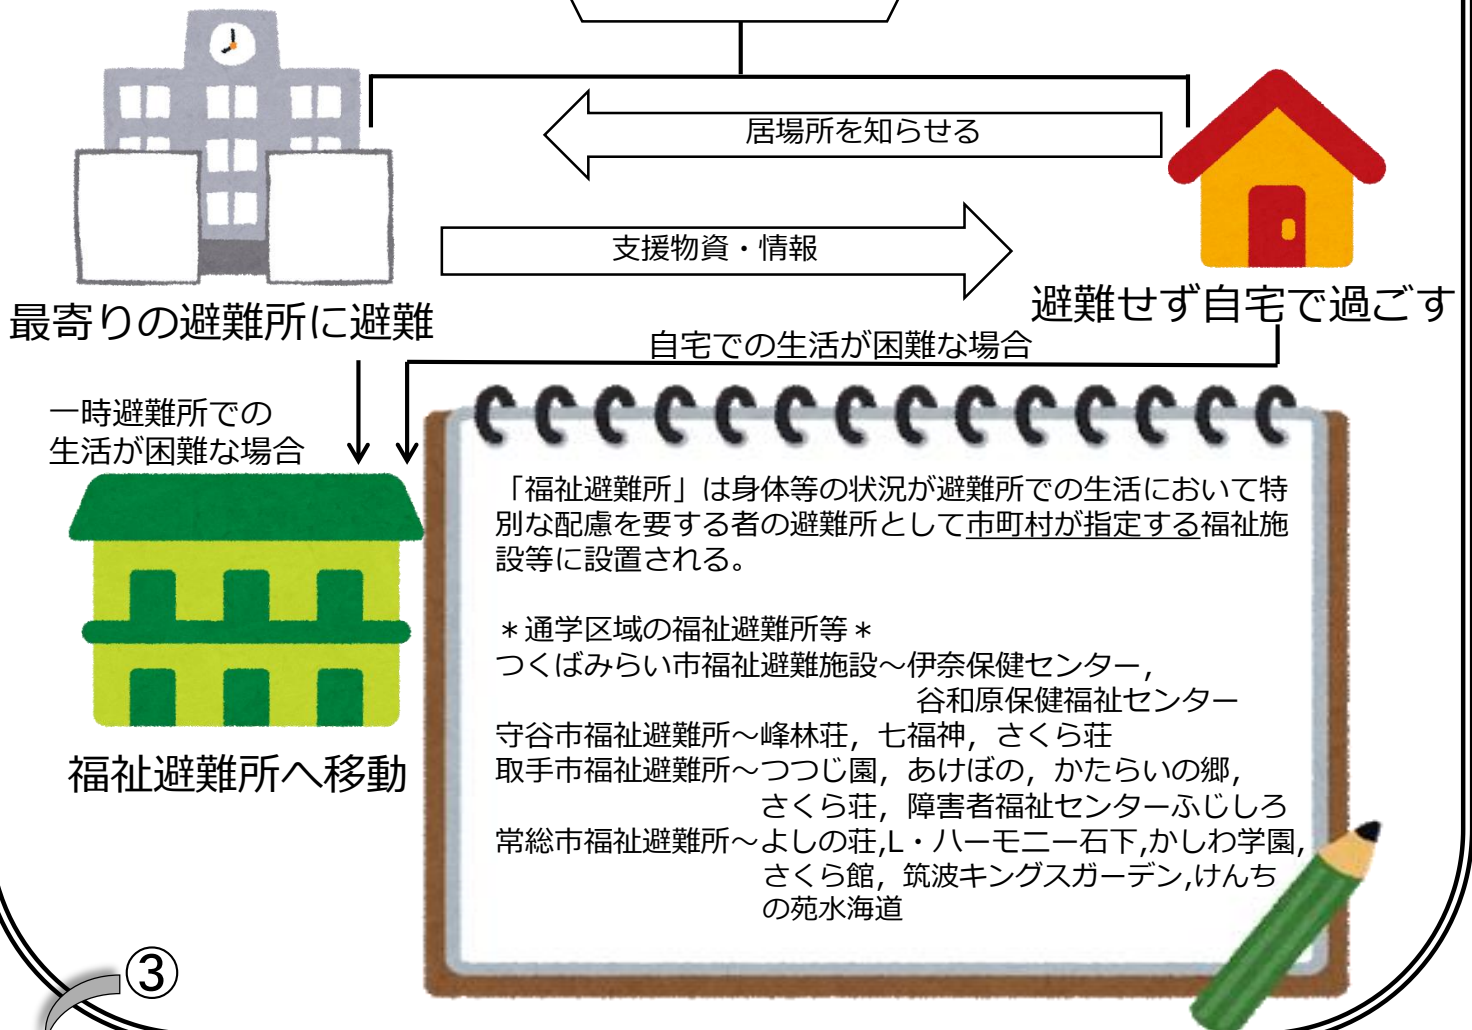 居場所を知らせる
支援物資・情報
最寄りの避難所に避難
避難せず自宅で過ごす
自宅での生活が困難な場合
一時避難所での
生活が困難な場合
「福祉避難所」は身体等の状況が避難所での生活において特
別な配慮を要する者の避難所として市町村が指定する福祉施
設等に設置される。
＊通学区域の福祉避難所等＊
つくばみらい市福祉避難施設～伊奈保健センター，
谷和原保健福祉センター
守谷市福祉避難所～峰林荘，七福神，さくら荘
取手市福祉避難所～つつじ園，あけぼの，かたらいの郷，
さくら荘，障害者福祉センターふじしろ
常総市福祉避難所～よしの荘,L・ハーモニー石下,かしわ学園,
さくら館，筑波キングスガーデン,けんち
の苑水海道
福祉避難所へ移動
③